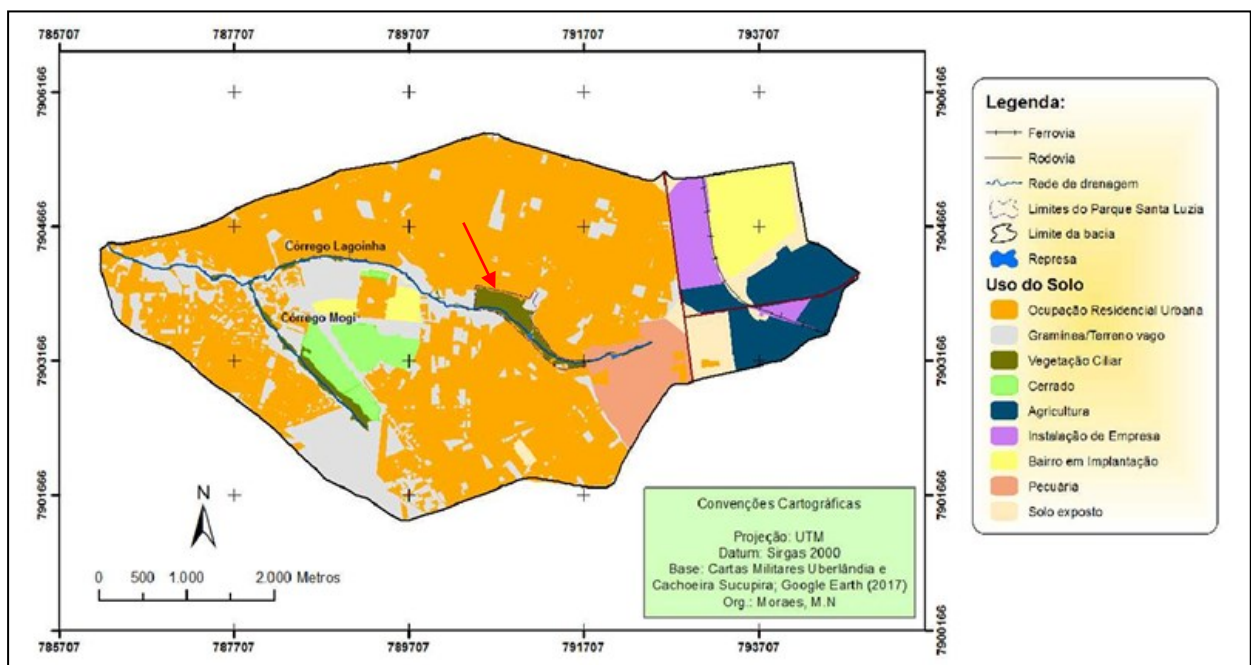 785707 787707 789707 791707 793707
7906166 7906166
7904666 7904666
7903166 7903166
7901666 7901666
7900166 7900166
Córrego Lagoinha
Córrego Mogi
N
0 500 1.000 2.000 Metros
Convenções Cartográficas
Projeção: UTM
Datum: Sirgas 2000
Base: Cartas Militares Uberlândia e
Cachoeira Sucupira; Google Earth (2017)
Org.: Moraes, M.N
785707 787707 789707 791707 793707
Legenda:
Ferrovia
Rodovia
Rede de drenagem
Limites do Parque Santa Luzia
Limite da bacia
Represa
Uso do Solo
Ocupação Residencial Urbana
Gramínea/Terreno vago
Vegetação Ciliar
Cerrado
Agricultura
Instalação de Empresa
Bairro em Implantação
Pecuária
Solo exposto